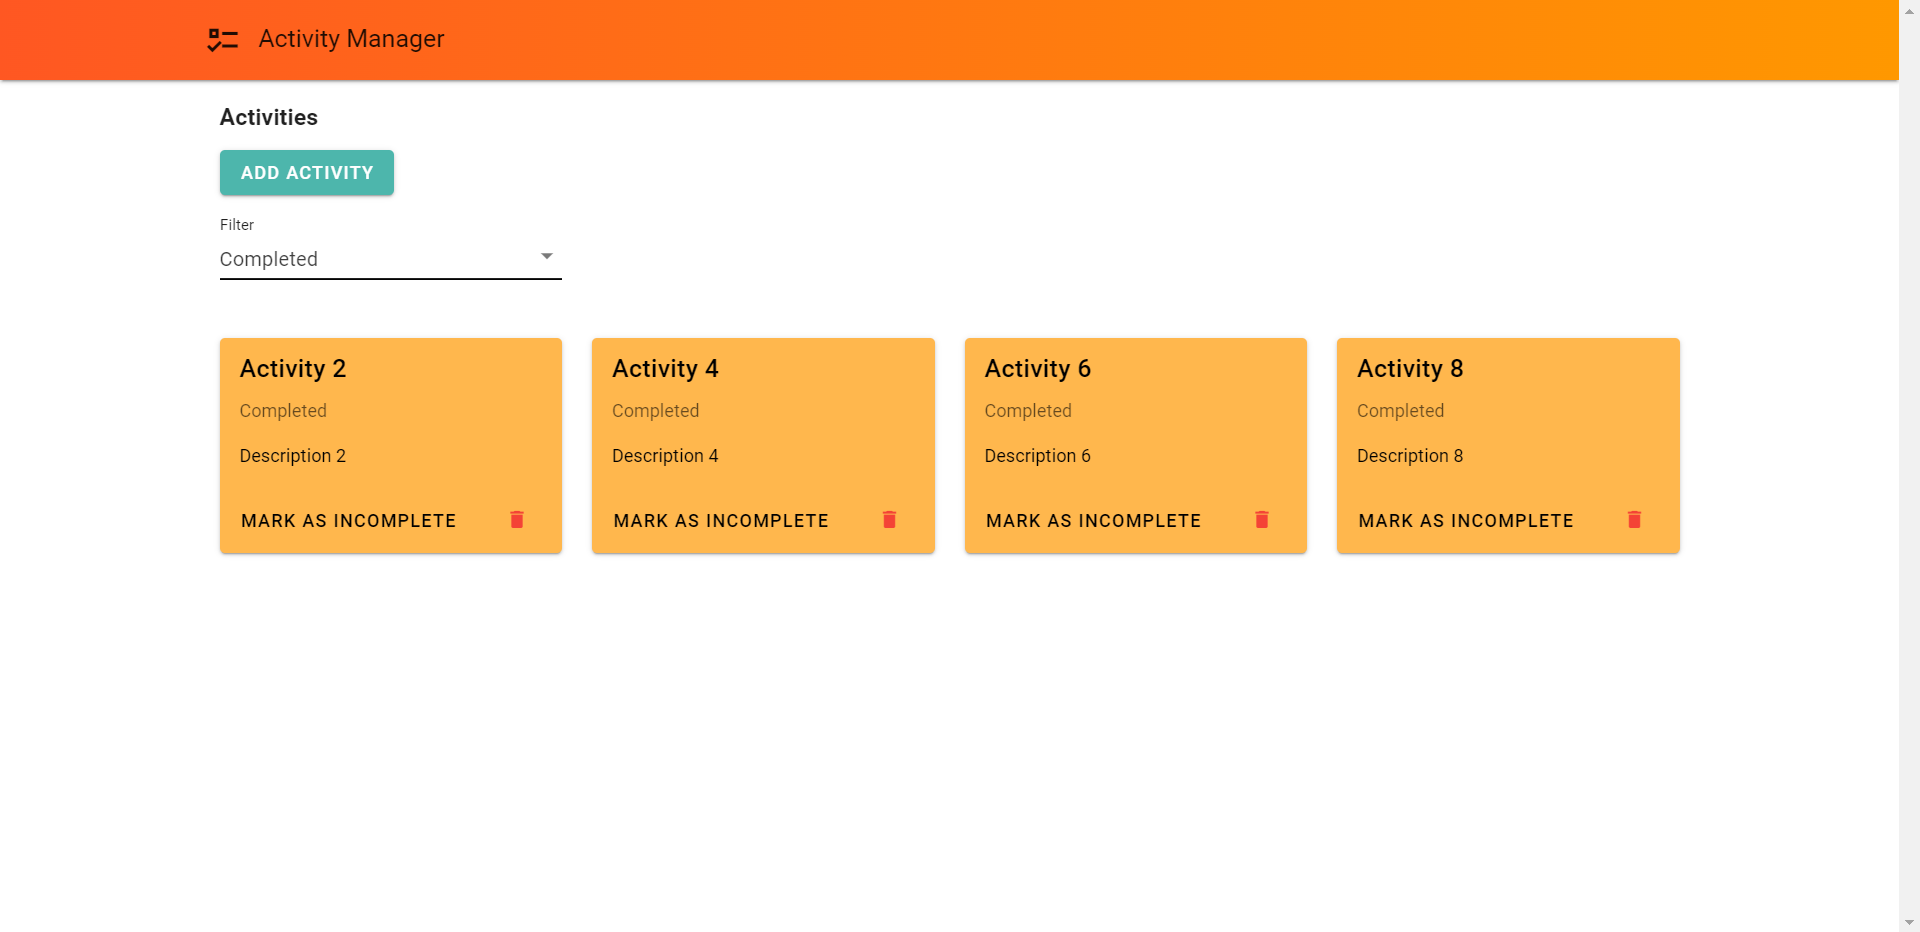 Activity Manager
Activities
ADD ACTIVITY
Filter
Completed
Activity 2
Completed
Description 2
MARK AS INCOMPLETE
Activity 4
Completed
Description 4
MARK AS INCOMPLETE
Activity 6
Completed
Description 6
MARK AS INCOMPLETE
Activity 8
Completed
Description 8
MARK AS INCOMPLETE